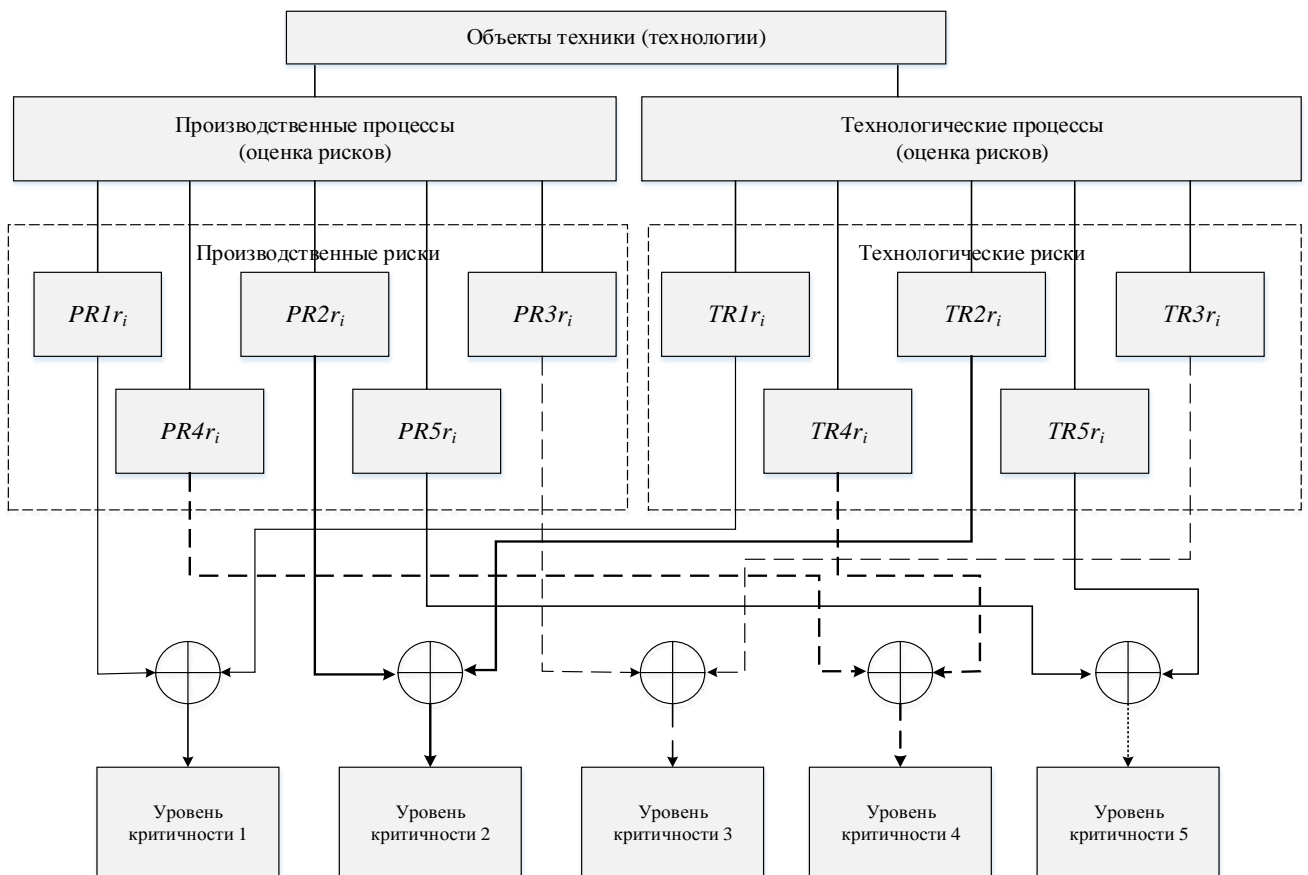 Объекты техники (технологии)
Производственные процессы
(оценка рисков)
Технологические процессы
(оценка рисков)
Производственные риски
Технологические риски
PR1rᵢ
PR2rᵢ
PR3rᵢ
TR1rᵢ
TR2rᵢ
TR3rᵢ
PR4rᵢ
PR5rᵢ
TR4rᵢ
TR5rᵢ
Уровень
критичности 1
Уровень
критичности 2
Уровень
критичности 3
Уровень
критичности 4
Уровень
критичности 5